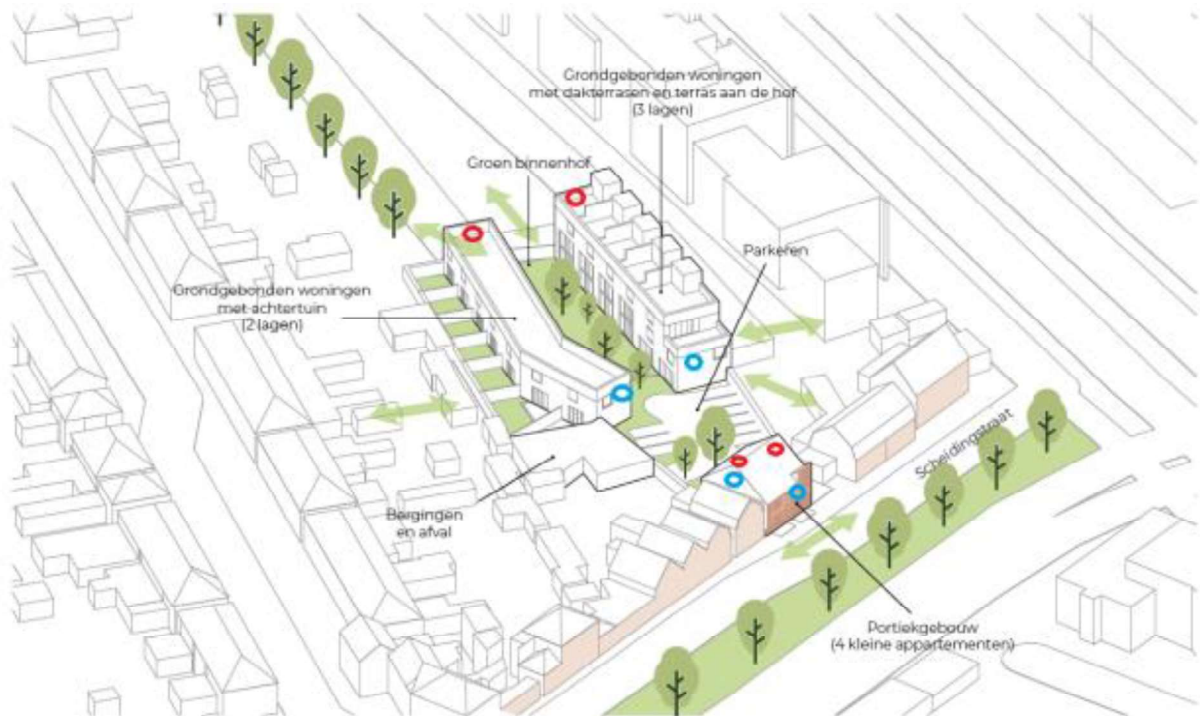 Grondgebonden woningen
met dakterrasen en terras aan de hof
(3 lagen)
Groen binnenhof
Parkeren
Grondgebonden woningen
met achtertuin
(2 lagen)
Scheidingstraat
Bergingen
en afval
Portiekgebouw
(4 kleine appartementen)